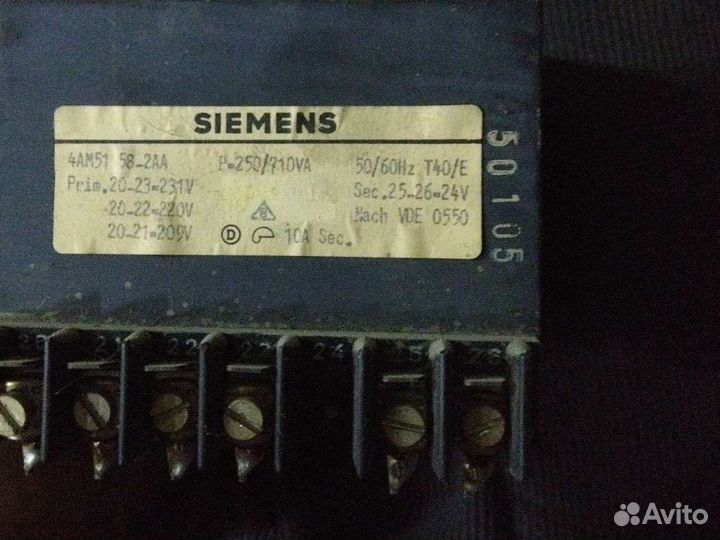 SIEMENS
4AM51 58-2AA P=250/710VA 50/60Hz T40/E
Prim.20-23=231V Sec.25-26=24V
20-22=220V Nach VDE 0550
20-21=209V D 10A Sec.
50105
21 22 24 25 26
Avito